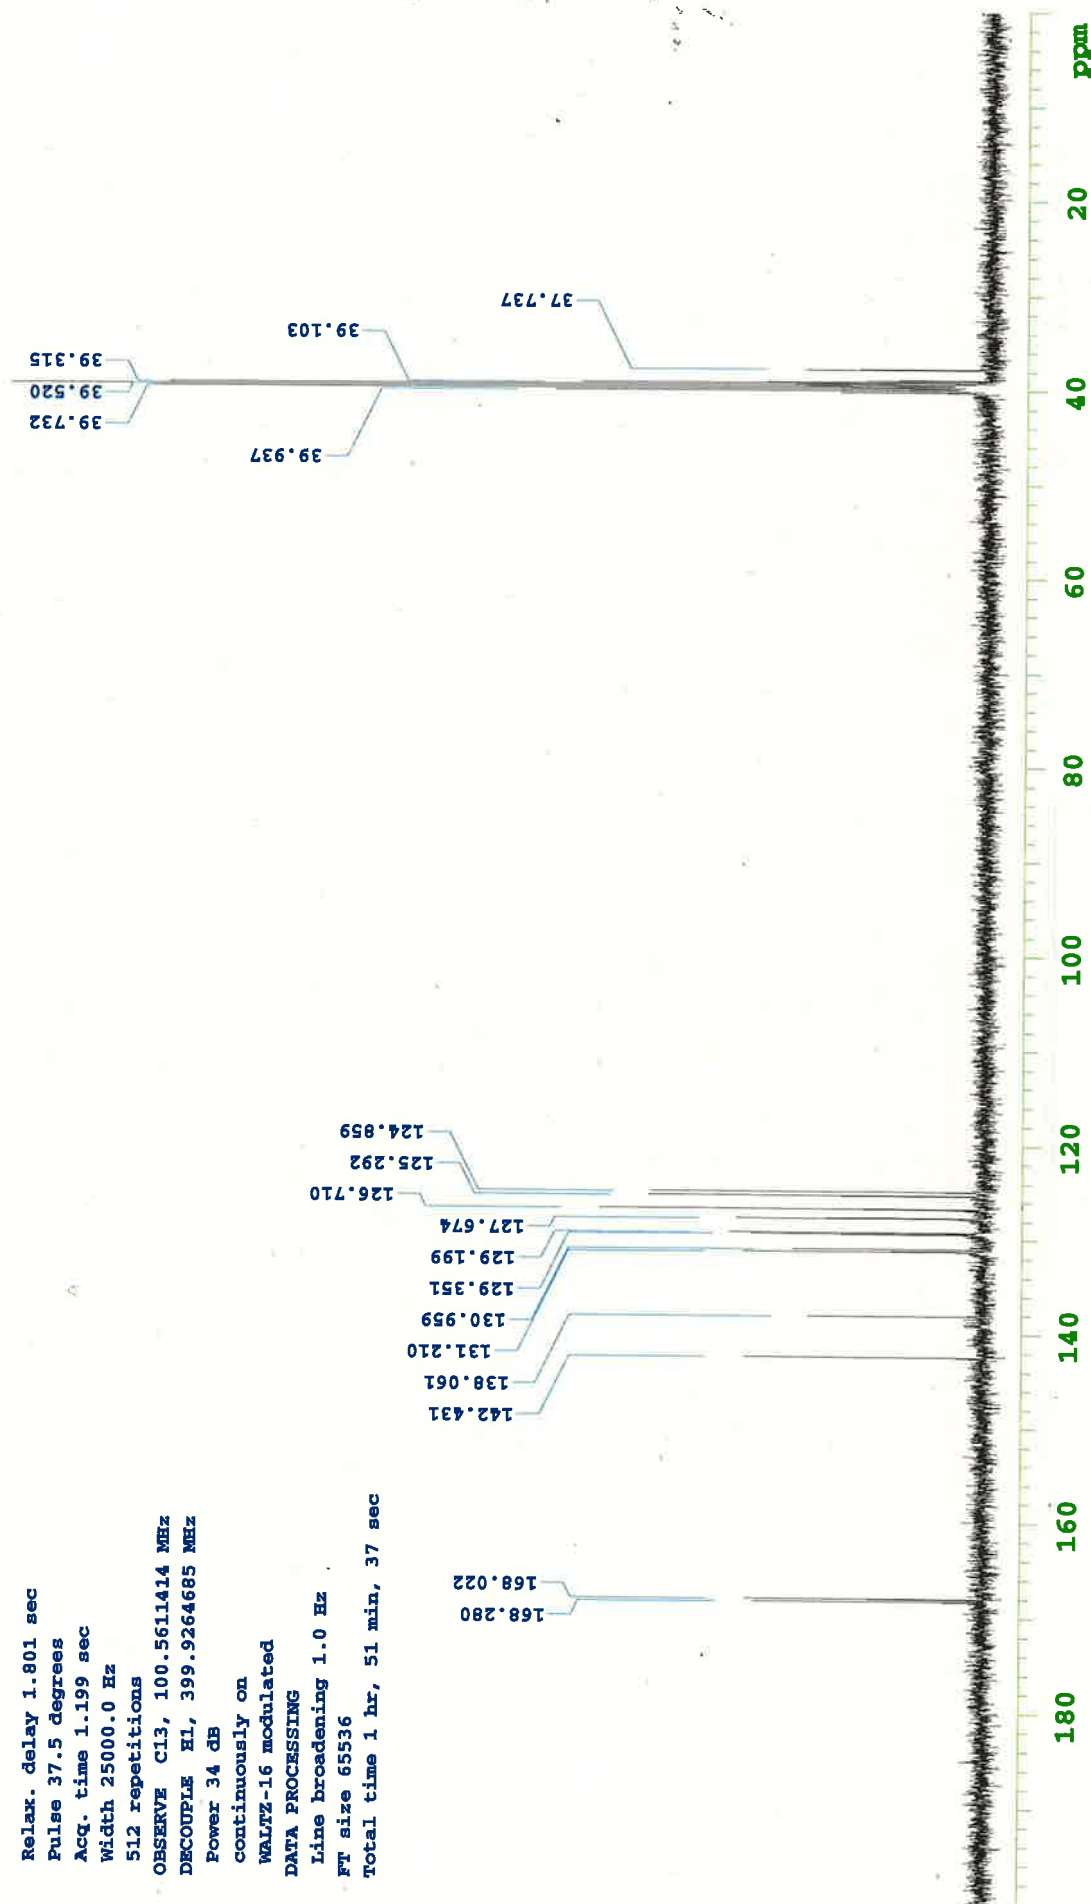 Relax. delay 1.801 sec
Pulse 37.5 degrees
Acq. time 1.199 sec
Width 25000.0 Hz
512 repetitions
OBSERVE C13, 100.5611414 MHz
DECOUPLE H1, 399.9264685 MHz
Power 34 dB
continuously on
WALTZ-16 modulated
DATA PROCESSING
Line broadening 1.0 Hz
FT size 65536
Total time 1 hr, 51 min, 37 sec
168.280
168.022
142.431
138.061
131.210
130.959
129.351
129.199
127.674
126.710
125.292
124.859
39.937
39.732
39.520
39.315
39.103
37.737
180
160
140
120
100
80
60
40
20
ppm